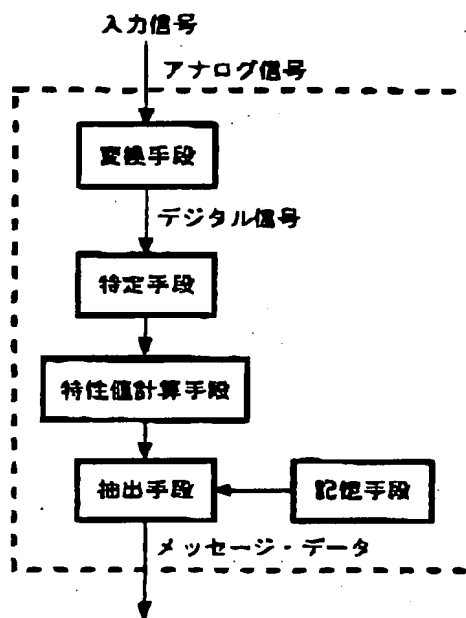 入力信号
アナログ信号
変換手段
デジタル信号
特定手段
特性値計算手段
抽出手段
記憶手段
メッセージ・データ